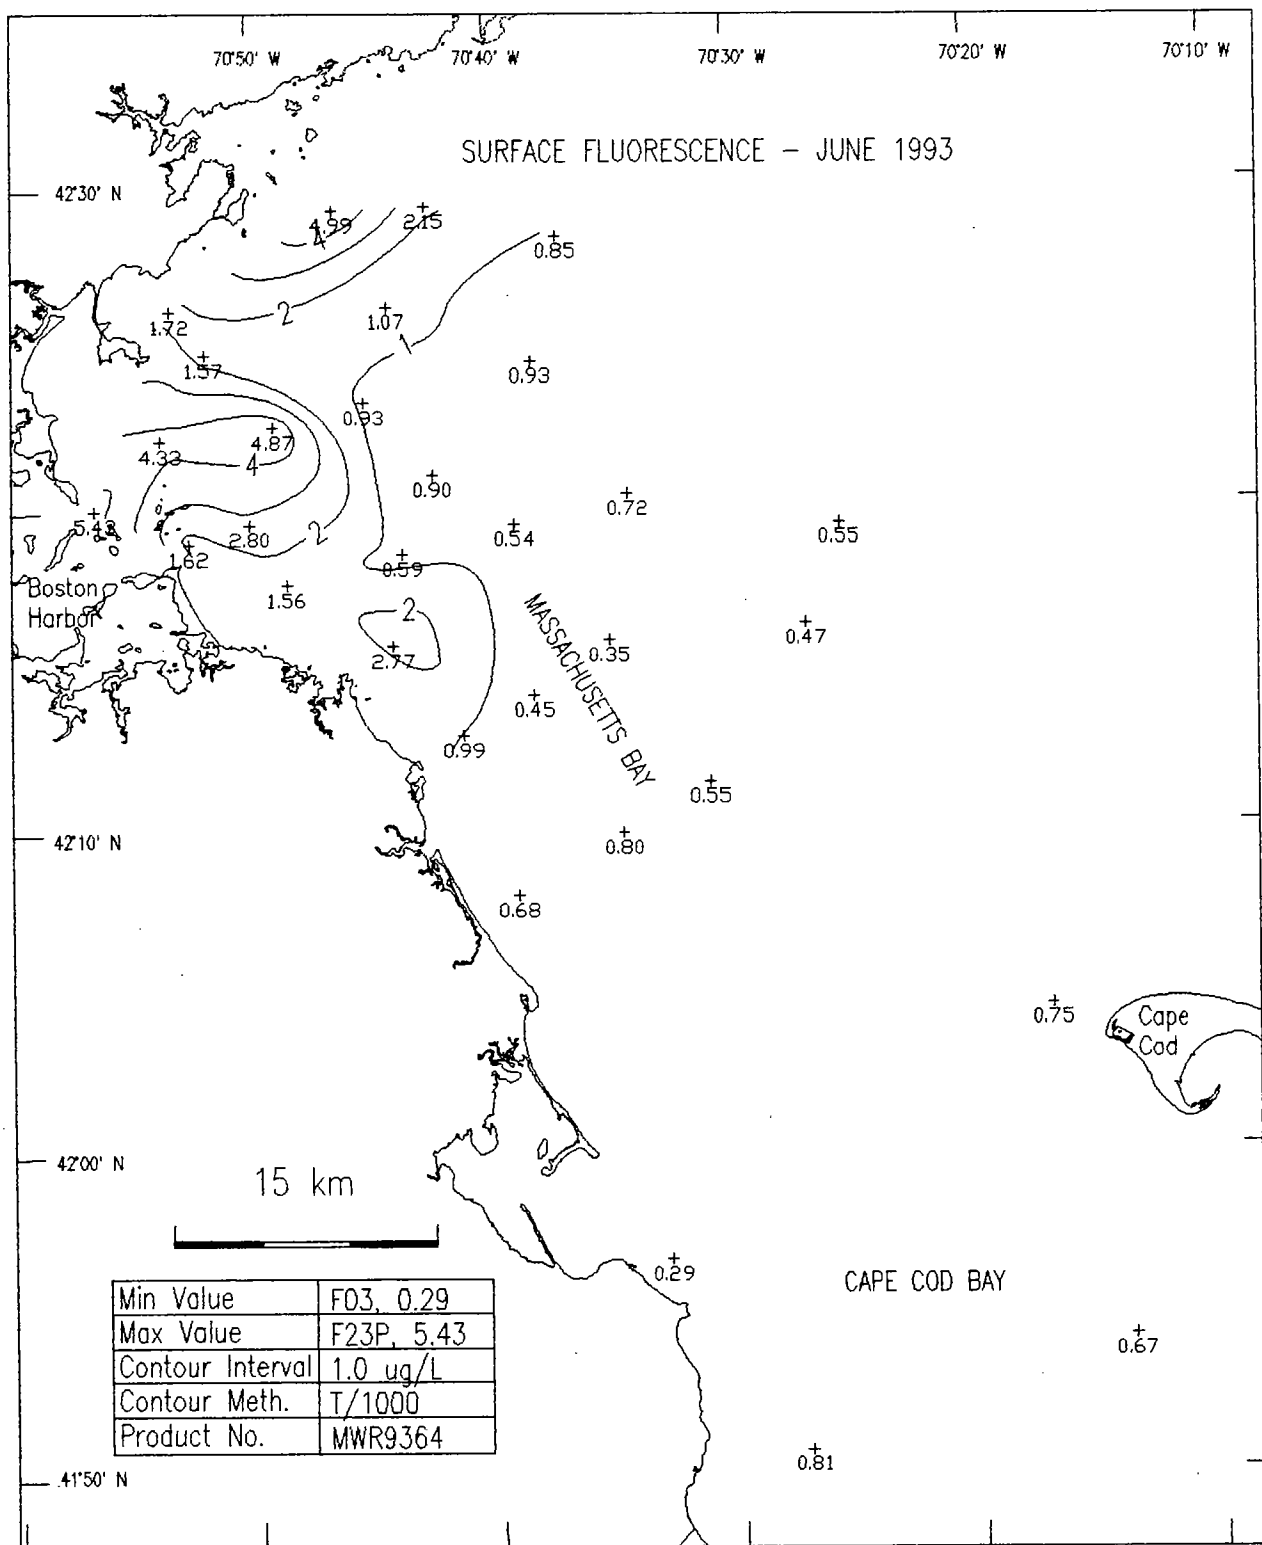 70°50' W 70°40' W 70°30' W 70°20' W 70°10' W
SURFACE FLUORESCENCE - JUNE 1993
42°30' N
4.99
2.15
4
0.85
2
1.72
1.07
1
1.57
0.93
0.93
4.87
4.33
4
0.90
0.72
5.43
2.80
2
0.54
0.55
1.62
0.59
Boston
Harbor
1.56
2
MASSACHUSETTS BAY
0.47
2.77
0.35
0.45
0.99
0.55
42°10' N
0.80
0.68
0.75
Cape
Cod
42°00' N
15 km
0.29
CAPE COD BAY
Min Value F03, 0.29
Max Value F23P, 5.43
Contour Interval 1.0 ug/L
Contour Meth. T/1000
Product No. MWR9364
0.67
0.81
41°50' N